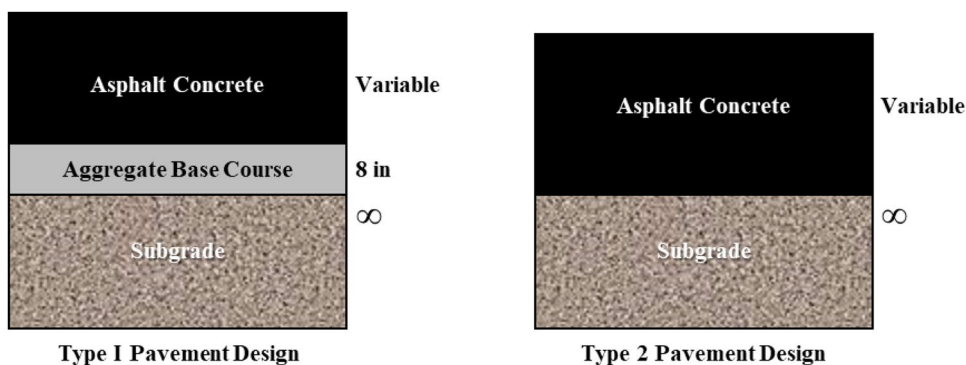 Asphalt Concrete
Variable
Aggregate Base Course
8 in
∞
Subgrade
Type I Pavement Design
Asphalt Concrete
Variable
∞
Subgrade
Type 2 Pavement Design